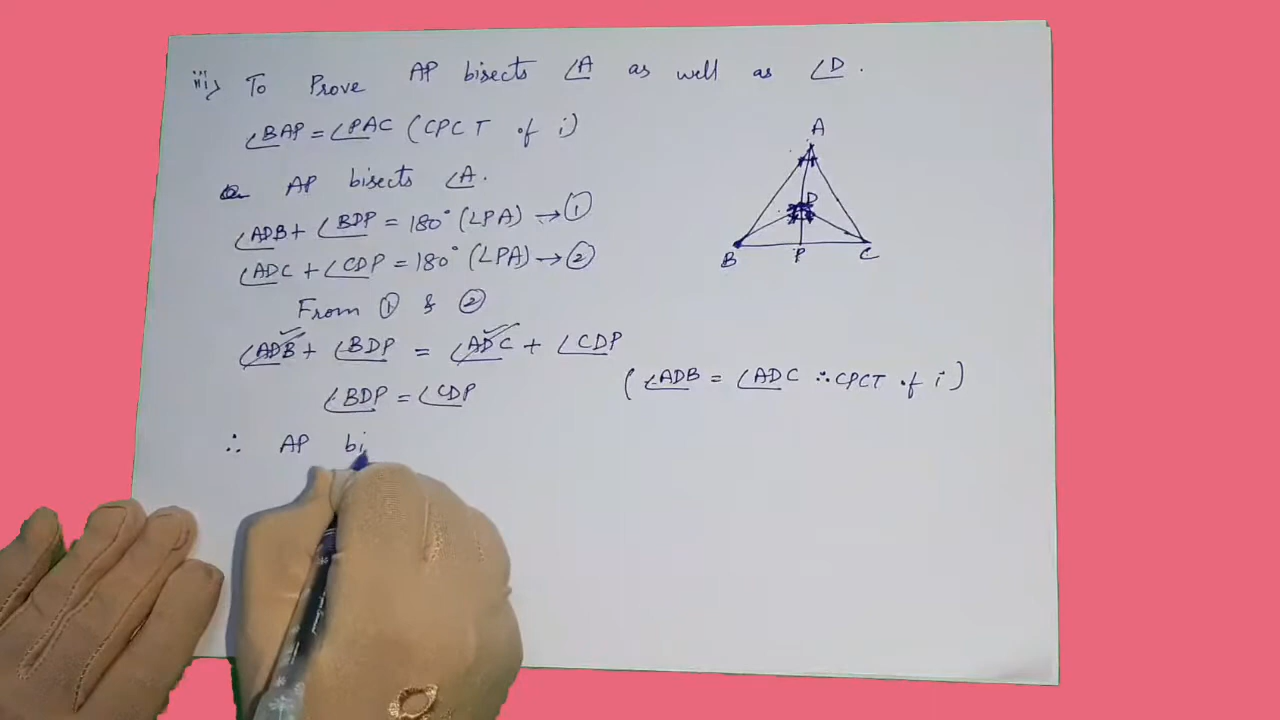 iii) To Prove AP bisects ∠A as well as ∠D.
∠BAP = ∠PAC (CPCT of i)
AP bisects ∠A.
∠ADB + ∠BDP = 180° (LPA) → ①
∠ADC + ∠CDP = 180° (LPA) → ②
From ① & ②
∠ADB + ∠BDP = ∠ADC + ∠CDP
(∠ADB = ∠ADC ∴ CPCT of i)
∠BDP = ∠CDP
∴ AP bi
A
D
B P C